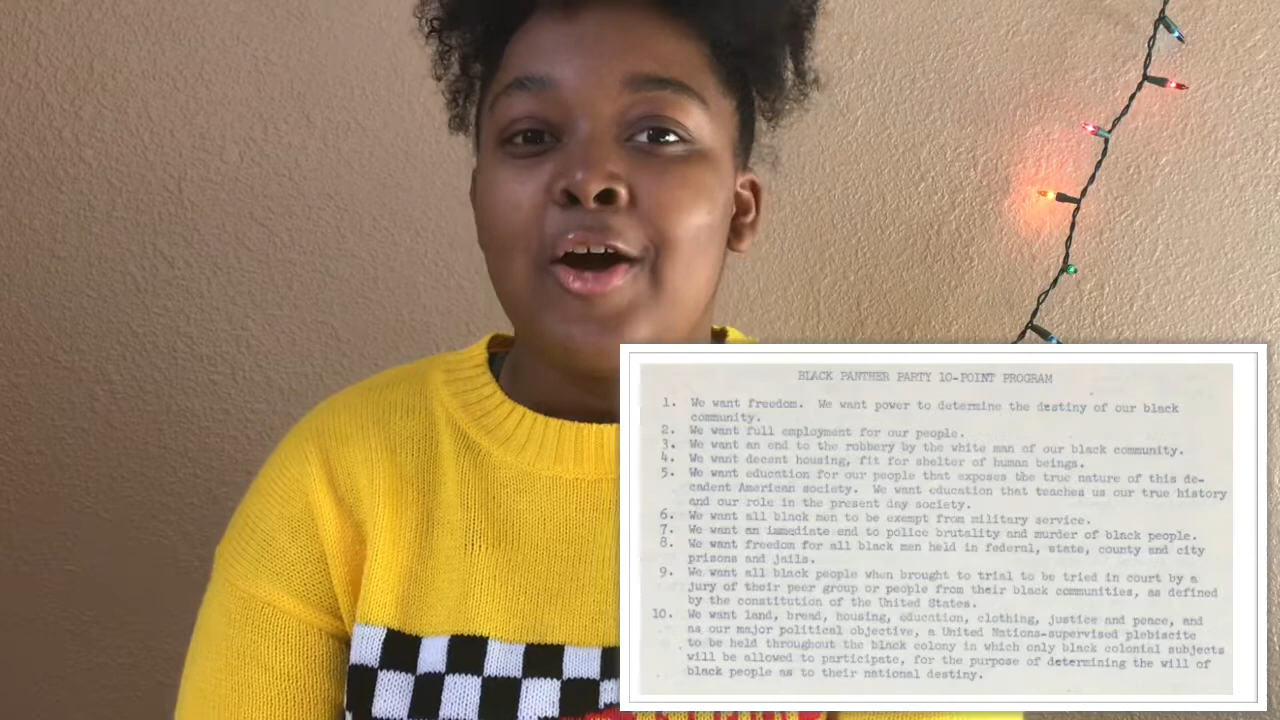 BLACK PANTHER PARTY 10-POINT PROGRAM
1. We want freedom. We want power to determine the destiny of our black
community.
2. We want full employment for our people.
3. We want an end to the robbery by the white man of our black community.
4. We want decent housing, fit for shelter of human beings.
5. We want education for our people that exposes the true nature of this de-
cadent American society. We want education that teaches us our true history
and our role in the present day society.
6. We want all black men to be exempt from military service.
7. We want an immediate end to police brutality and murder of black people.
8. We want freedom for all black men held in federal, state, county and city
prisons and jails.
9. We want all black people when brought to trial to be tried in court by a
jury of their peer group or people from their black communities, as defined
by the constitution of the United States.
10. We want land, bread, housing, education, clothing, justice and peace, and
as our major political objective, a United Nations-supervised plebiscite
to be held throughout the black colony in which only black colonial subjects
will be allowed to participate, for the purpose of determining the will of
black people as to their national destiny.